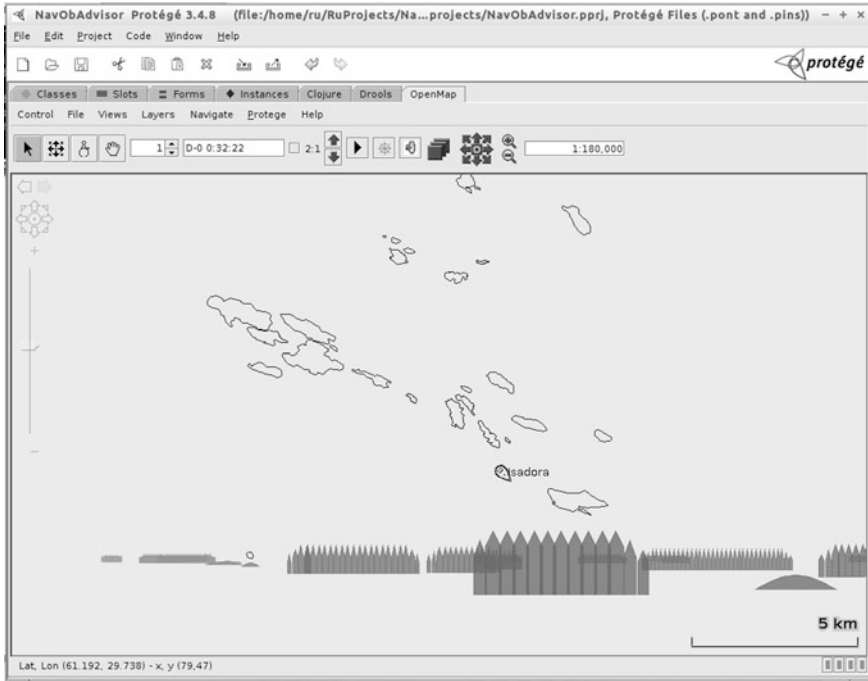 NavObAdvisor Protégé 3.4.8 (file:/home/ru/RuProjects/Na...projects/NavObAdvisor.pprj, Protégé Files (.pont and .pins)) – + ×
File Edit Project Code Window Help
protégé
Classes Slots Forms Instances Clojure Drools OpenMap
Control File Views Layers Navigate Protege Help
1 D-0 0:32:22 2:1 1:180,000
Isadora
5 km
Lat, Lon (61.192, 29.738) - x, y (79,47)